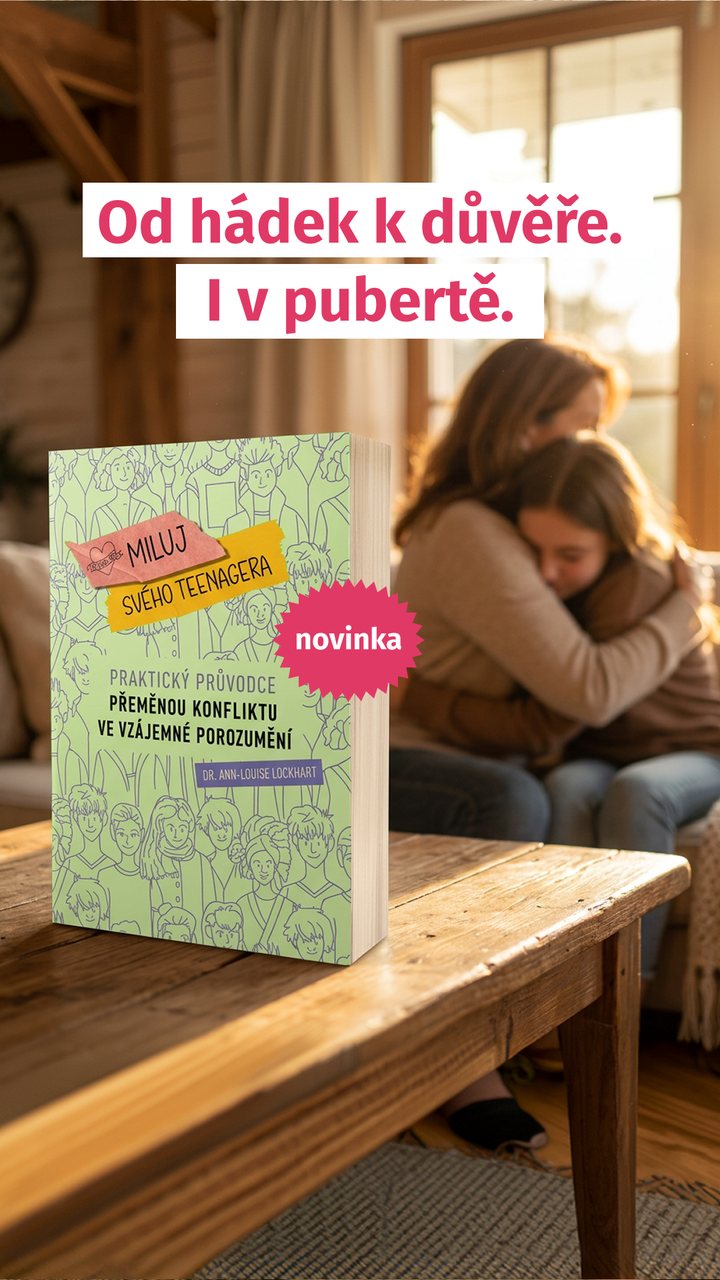 Od hádek k důvěře.
I v pubertě.
MILUJ
SVÉHO TEENAGERA
novinka
PRAKTICKÝ PRŮVODCE
PŘEMĚNOU KONFLIKTU
VE VZÁJEMNÉ POROZUMĚNÍ
DR. ANN-LOUISE LOCKHART